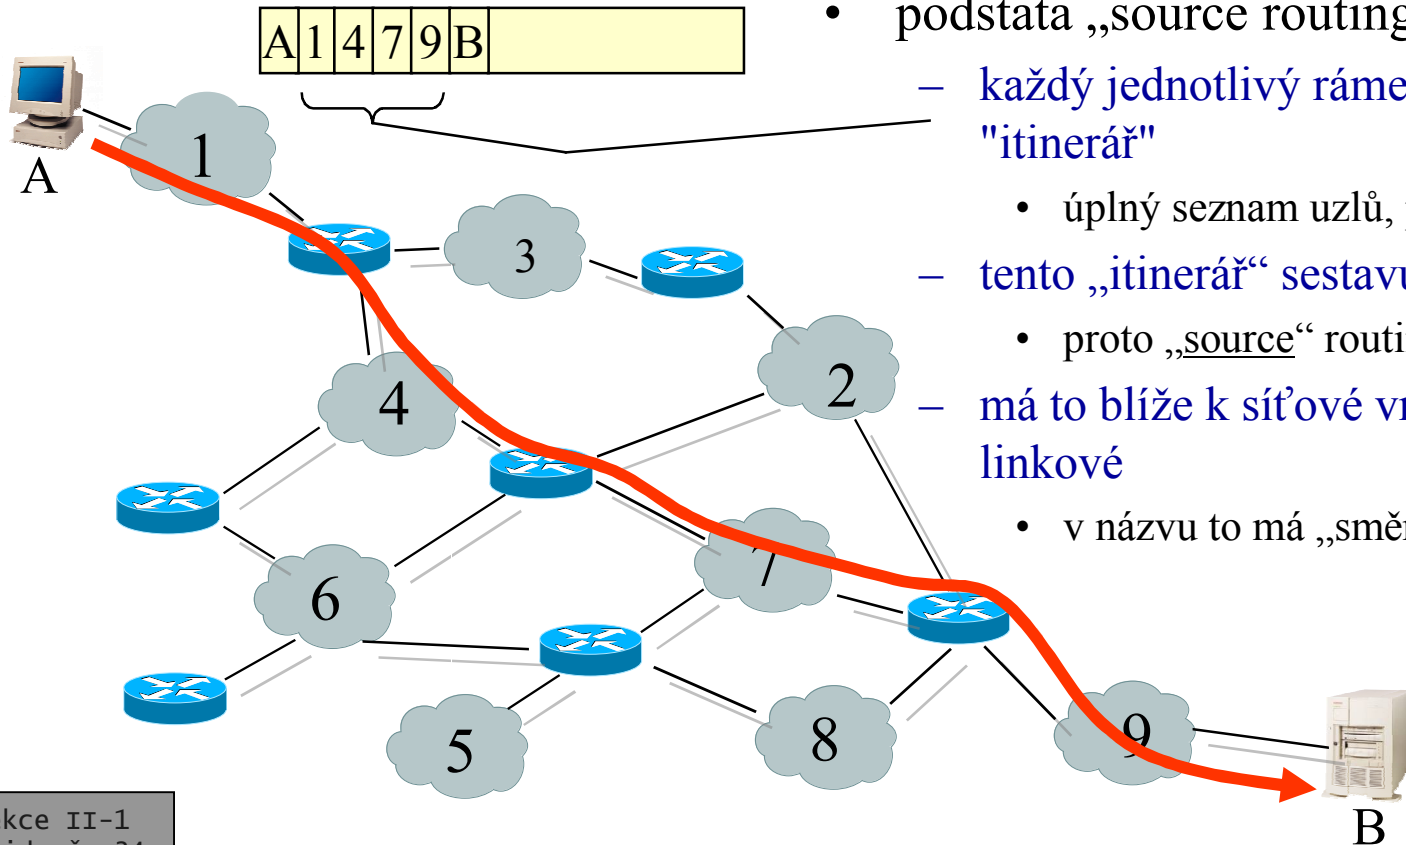 A 1 4 7 9 B
• podstata „source routing
– každý jednotlivý ráme
"itinerář"
• úplný seznam uzlů,
– tento „itinerář“ sestavu
• proto „source“ routi
– má to blíže k síťové
linkové
• v názvu to má „směr
A
1
3
2
4
7
6
5
8
9
B
kce II-1